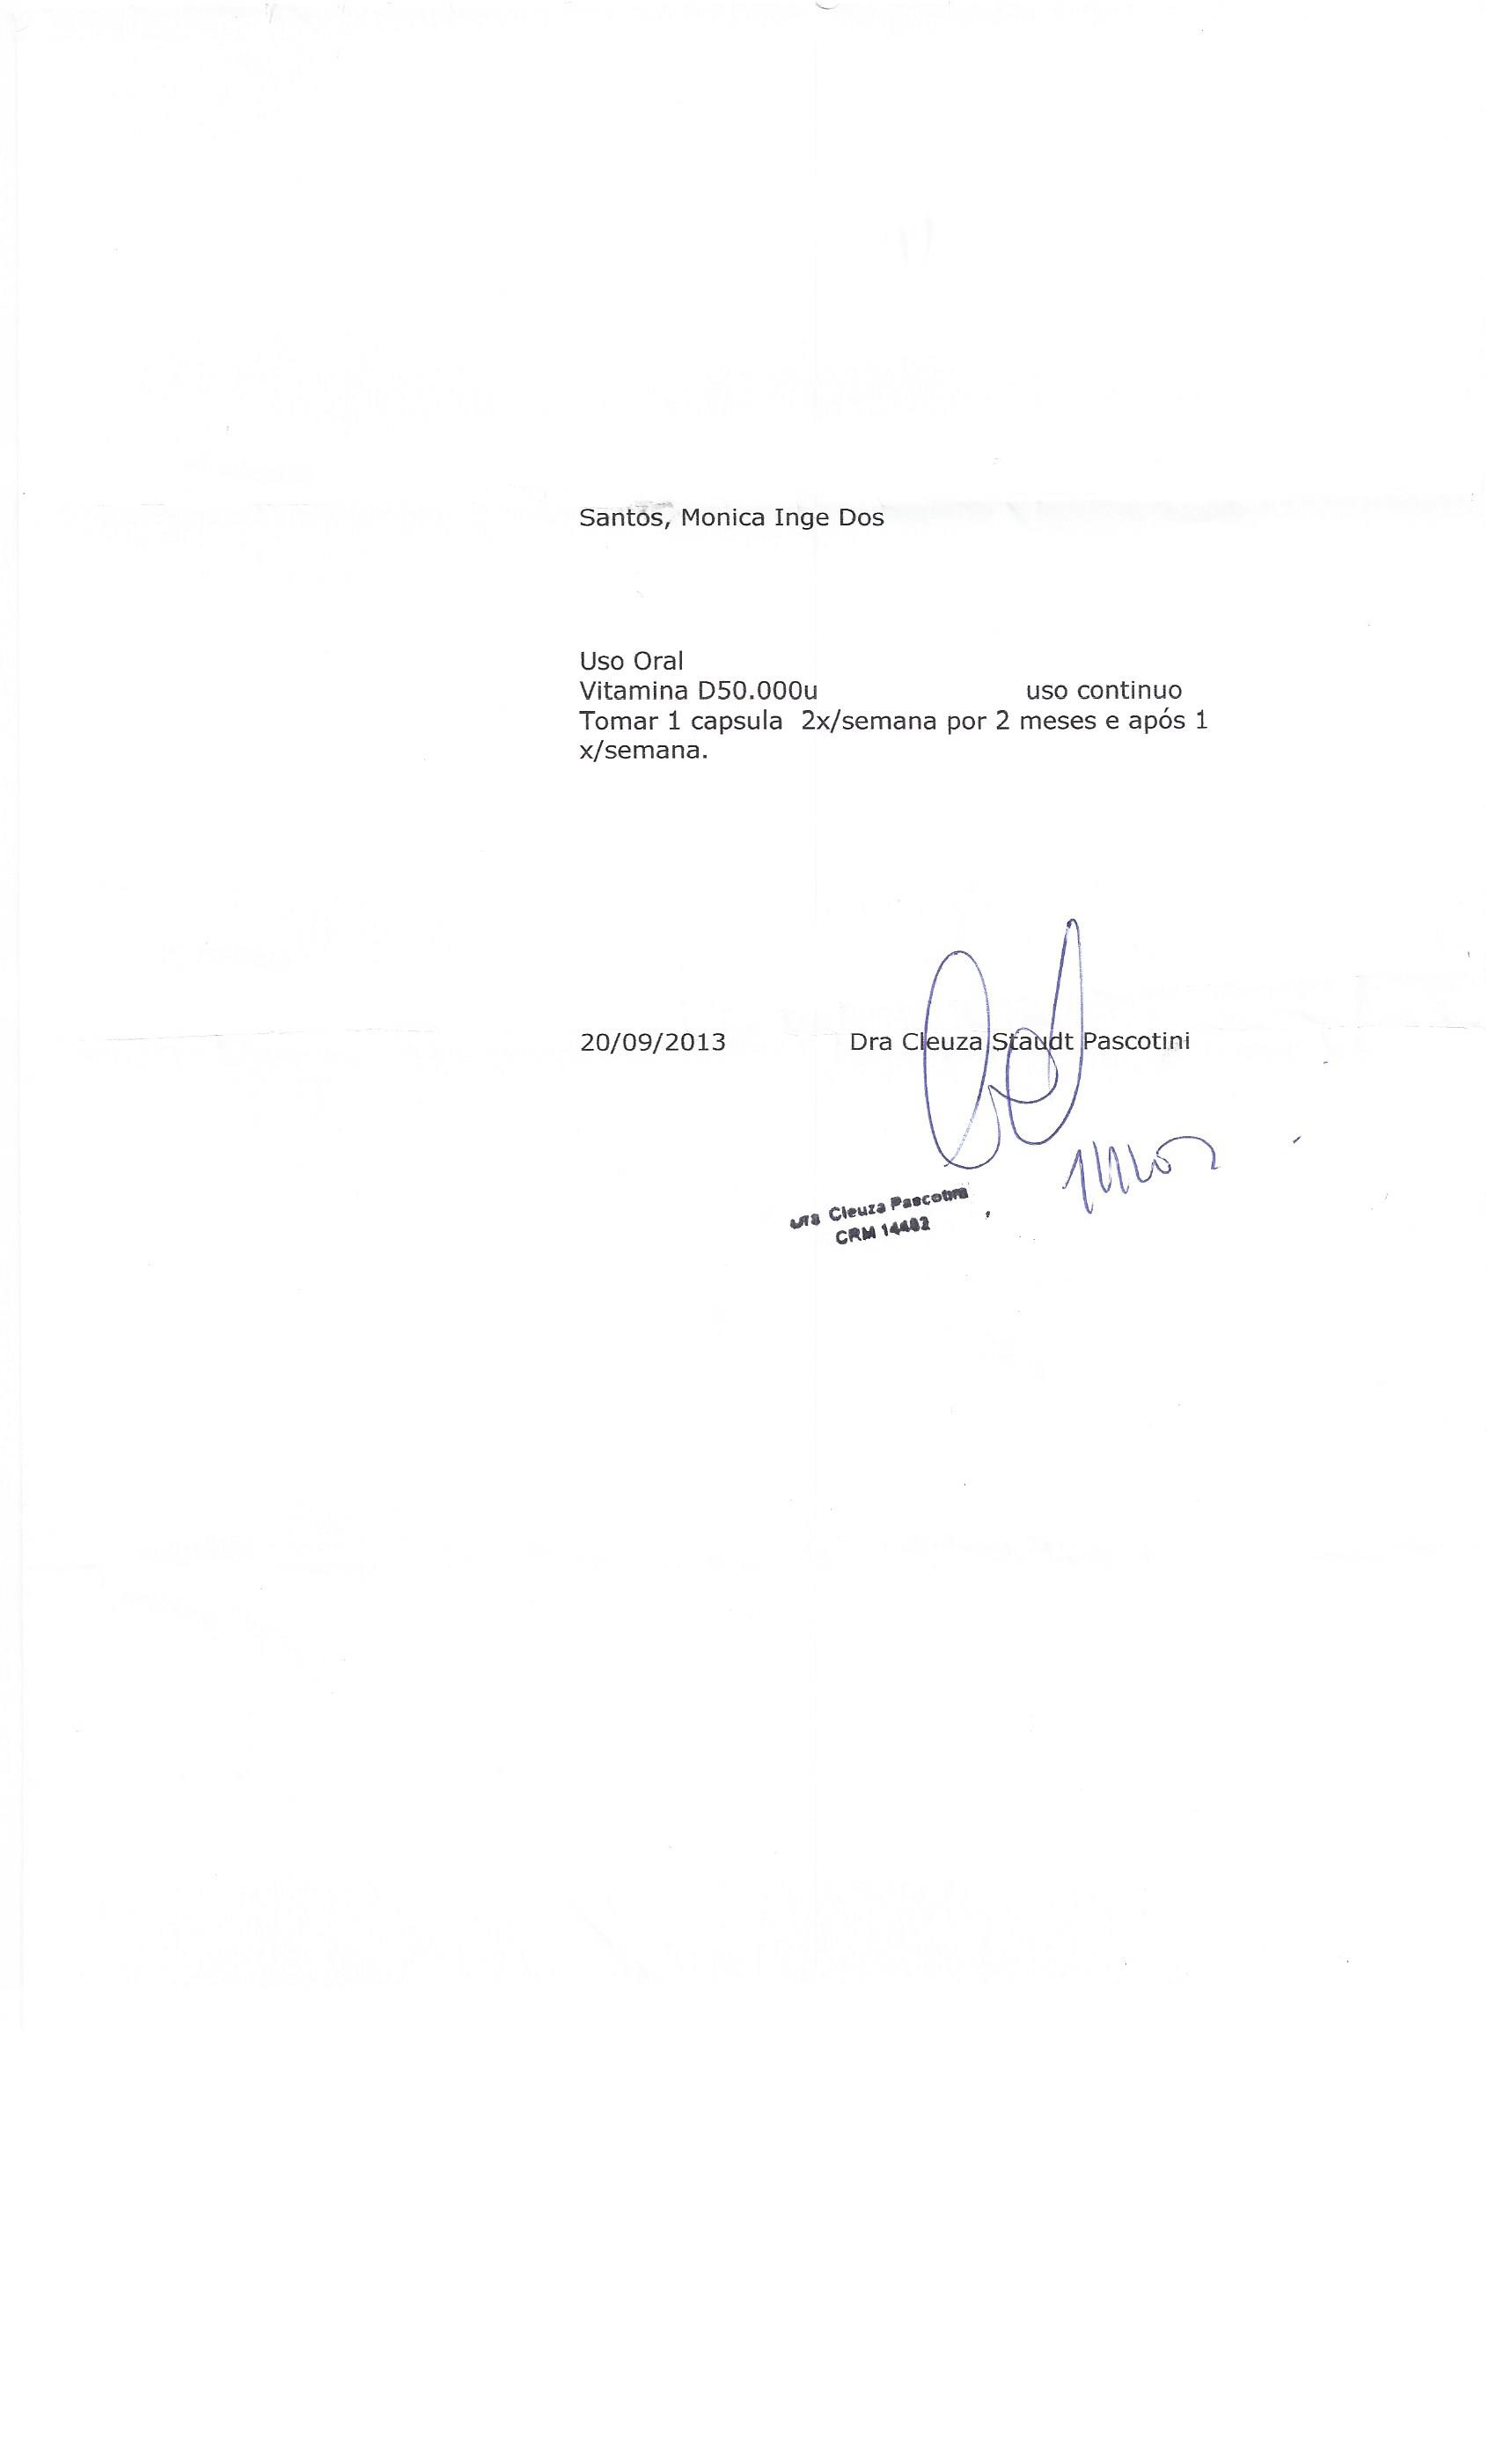 Santos, Monica Inge Dos
Uso Oral
Vitamina D50.000u uso continuo
Tomar 1 capsula 2x/semana por 2 meses e após 1
x/semana.
20/09/2013 Dra Cleuza Staudt Pascotini
Cleuza Pascotini
CRM 14482